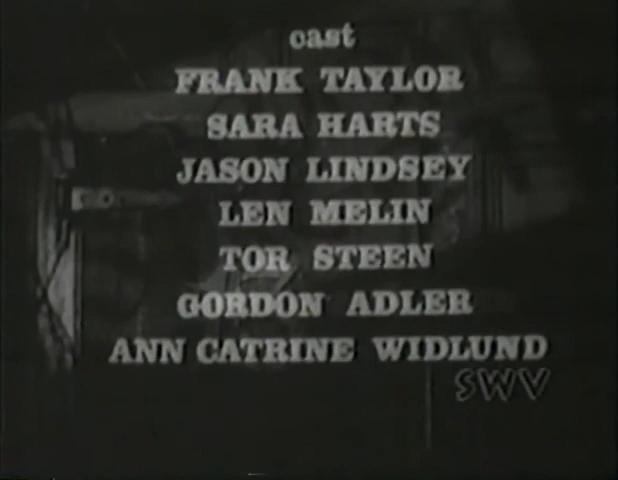 cast
FRANK TAYLOR
SARA HARTS
JASON LINDSEY
LEN MELIN
TOR STEEN
GORDON ADLER
ANN CATRINE WIDLUND
SWV